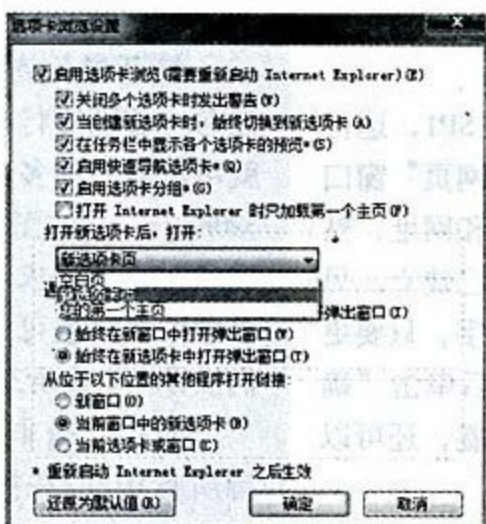 选项卡浏览设置
启用选项卡浏览(需要重新启动 Internet Explorer)(E)
关闭多个选项卡时发出警告(W)
当创建新选项卡时，始终切换到新选项卡(A)
在任务栏中显示各个选项卡的预览*(S)
启用快速导航选项卡*(Q)
启用选项卡分组*(G)
打开 Internet Explorer 时只加载第一个主页(F)
打开新选项卡后，打开:
新选项卡页
空白页
您的第一个主页
弹出窗口(I)
始终在新窗口中打开弹出窗口(W)
始终在新选项卡中打开弹出窗口(T)
从位于以下位置的其他程序打开链接:
新窗口(O)
当前窗口中的新选项卡(B)
当前选项卡或窗口(C)
* 重新启动 Internet Explorer 之后生效
还原为默认值(R)
确定
取消